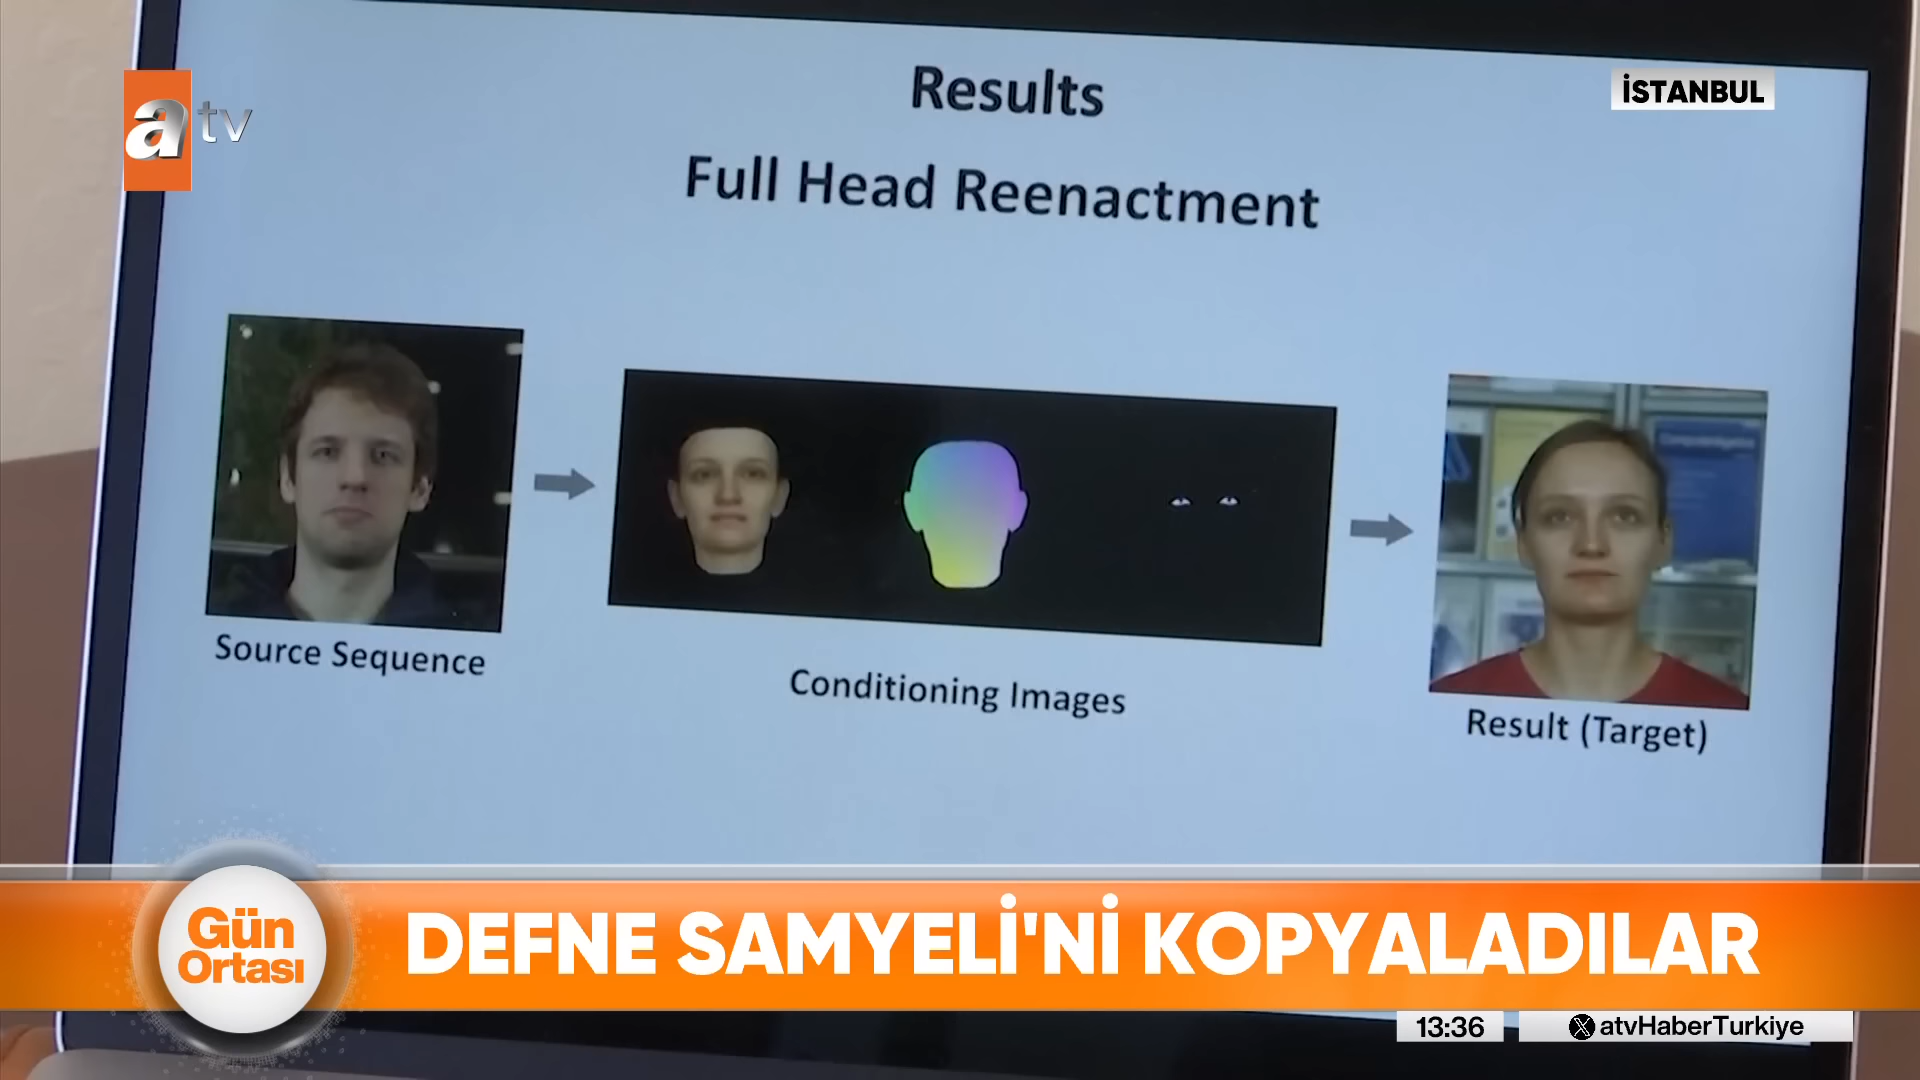 Results
Full Head Reenactment
a tv
İSTANBUL
Source Sequence
Conditioning Images
Result (Target)
Gün
Ortası
DEFNE SAMYELİ'Nİ KOPYALADILAR
13:36
X atvHaberTurkiye